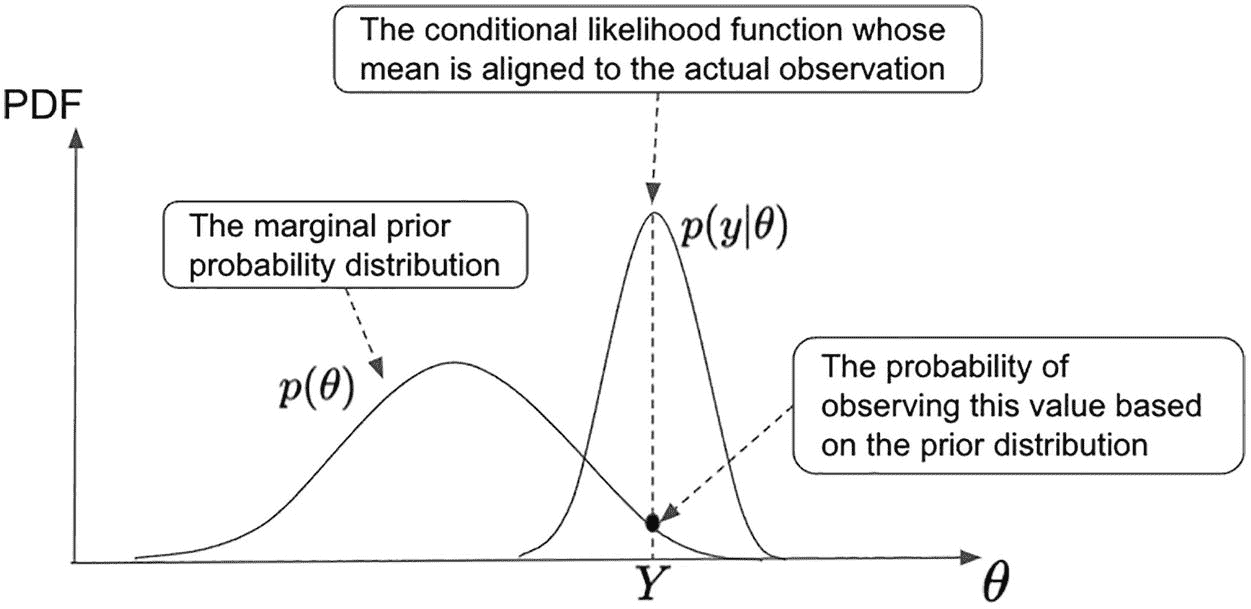 The conditional likelihood function whose
mean is aligned to the actual observation
PDF
The marginal prior
probability distribution
p(y|θ)
p(θ)
The probability of
observing this value based
on the prior distribution
Y
θ